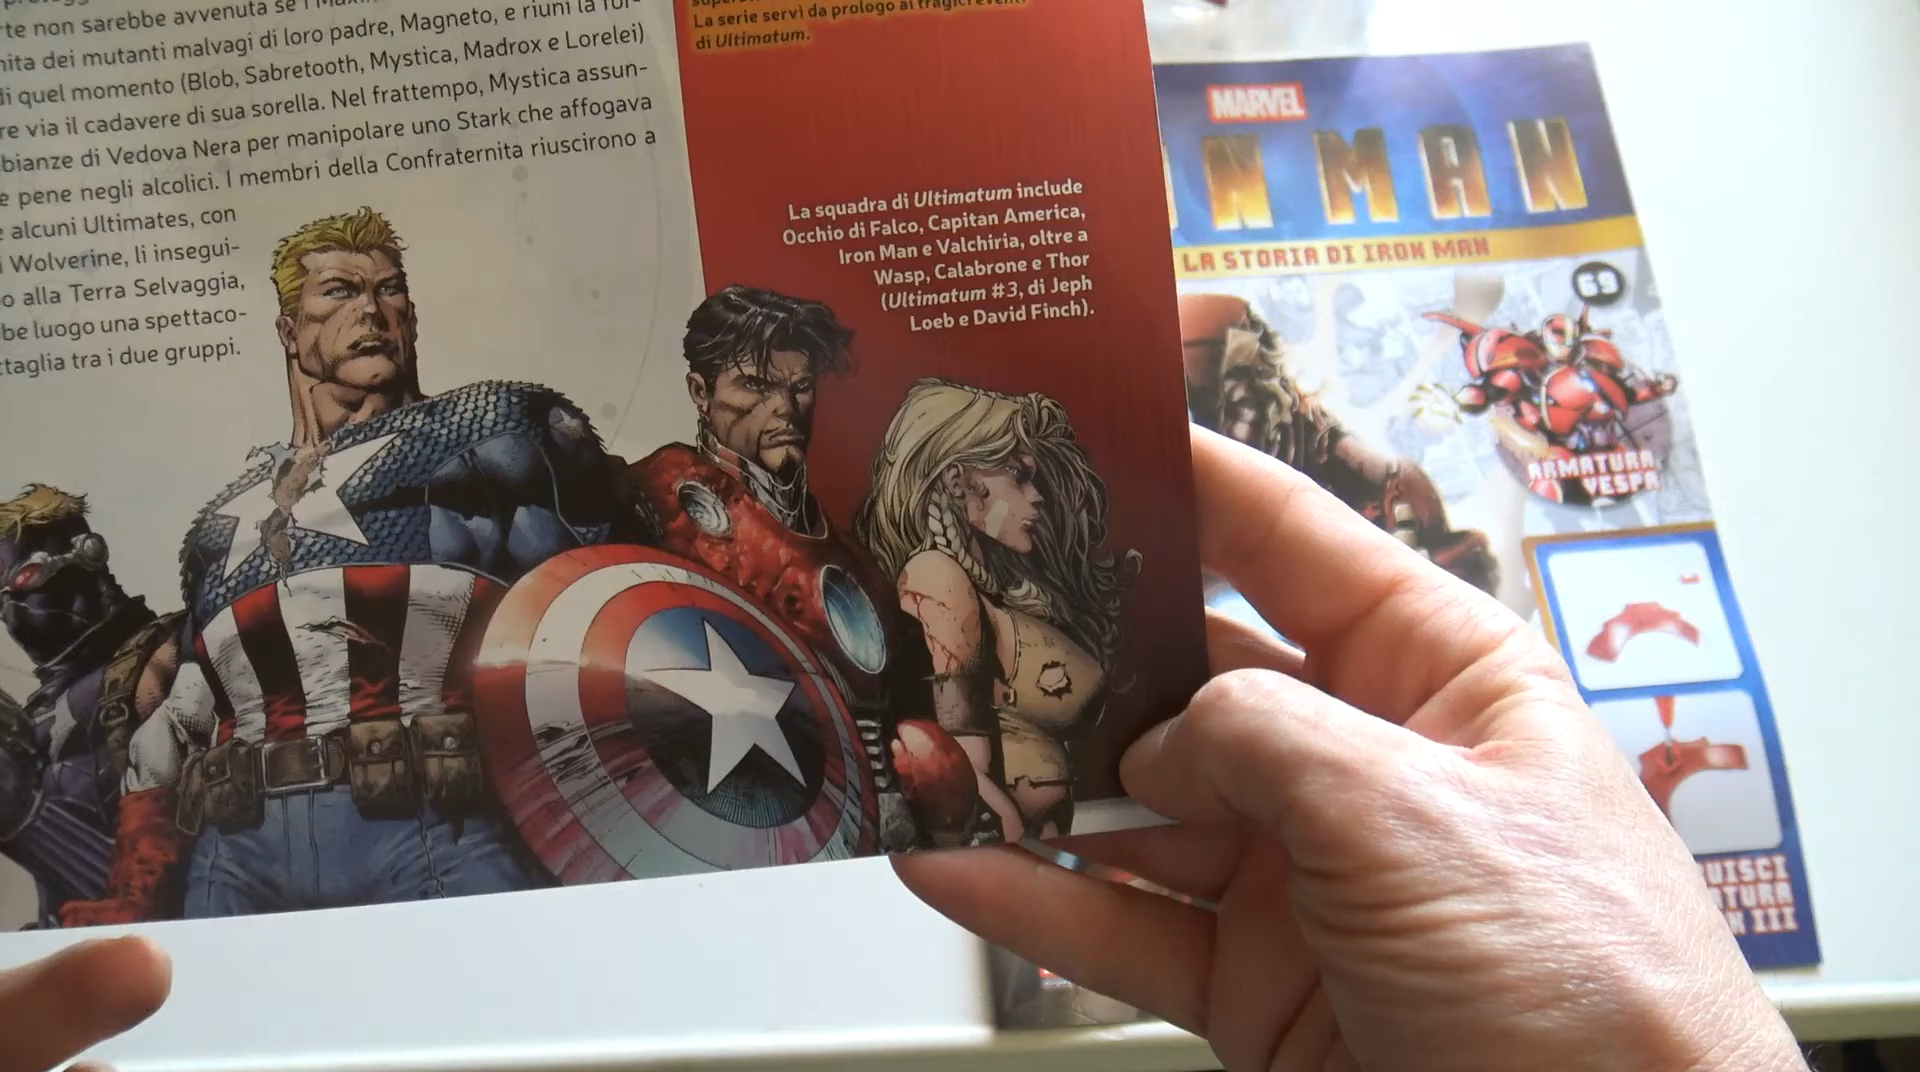 rte non sarebbe avvenuta se i
nita dei mutanti malvagi di loro padre, Magneto, e riunì la for-
di quel momento (Blob, Sabretooth, Mystica, Madrox e Lorelei)
re via il cadavere di sua sorella. Nel frattempo, Mystica assun-
bianze di Vedova Nera per manipolare uno Stark che affogava
e pene negli alcolici. I membri della Confraternita riuscirono a
e alcuni Ultimates, con
i Wolverine, li insegui-
o alla Terra Selvaggia,
be luogo una spettaco-
ttaglia tra i due gruppi.
La serie servì da prologo ai tragici eventi
di Ultimatum.
La squadra di Ultimatum include
Occhio di Falco, Capitan America,
Iron Man e Valchiria, oltre a
Wasp, Calabrone e Thor
(Ultimatum #3, di Jeph
Loeb e David Finch).
MARVEL
N MAN
LA STORIA DI IRON MAN
69
ARMATURA
VESPA
UISCI
TURA
K III